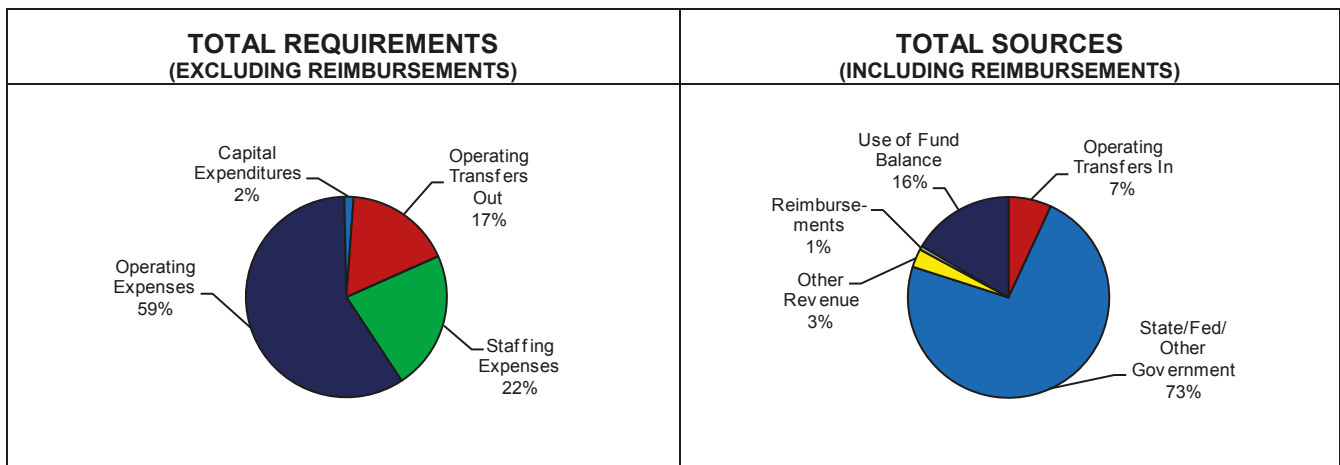 TOTAL REQUIREMENTS
(EXCLUDING REIMBURSEMENTS)
Capital
Expenditures
2%
Operating
Transfers
Out
17%
Operating
Expenses
59%
Staffing
Expenses
22%
TOTAL SOURCES
(INCLUDING REIMBURSEMENTS)
Use of Fund
Balance
16%
Operating
Transfers In
7%
Reimburse-
ments
1%
Other
Revenue
3%
State/Fed/
Other
Government
73%